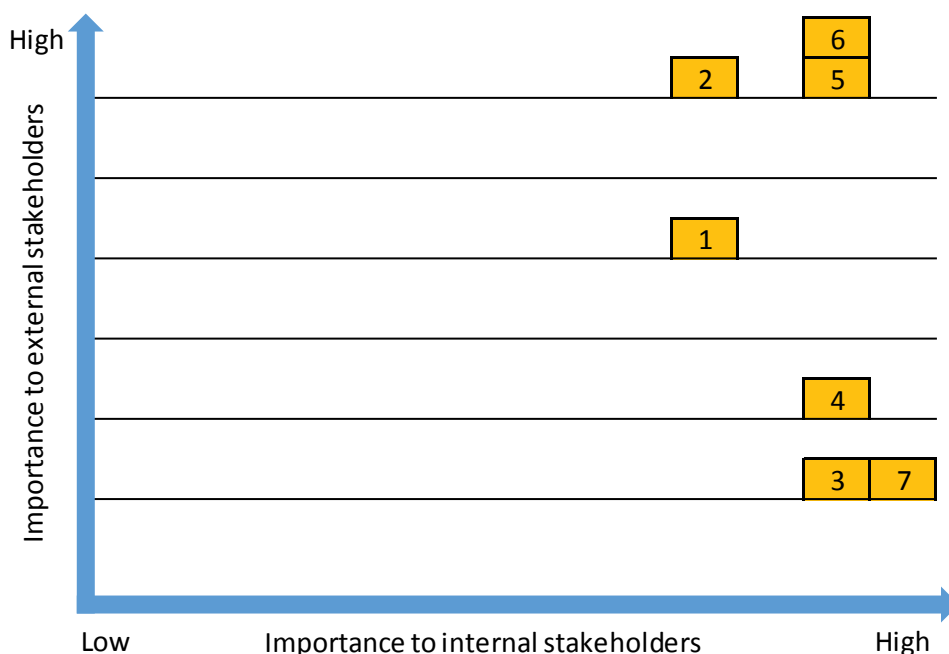 High
6
2
5
Importance to external stakeholders
1
4
3
7
Low
Importance to internal stakeholders
High